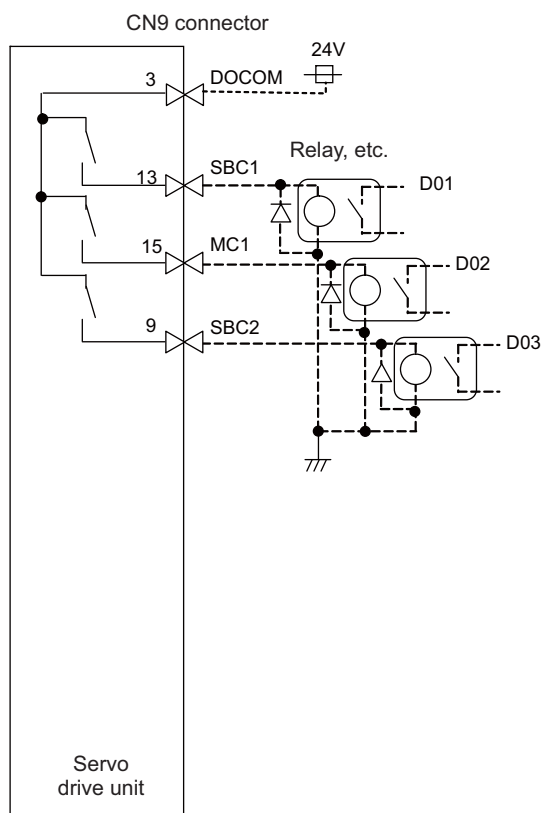 CN9 connector
24V
3 DOCOM
Relay, etc.
13 SBC1 D01
15 MC1 D02
9 SBC2 D03
Servo
drive unit